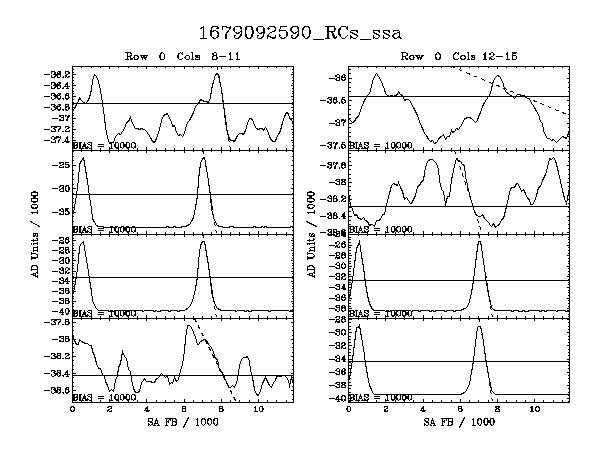 1679092590_RCs_ssa
Row 0 Cols 8-11
Row 0 Cols 12-15
-36.2
-36.4
-36.6
-36.8
-37
-37.2
-37.4
BIAS = 10000
-25
-30
-35
BIAS = 10000
-26
-28
-30
-32
-34
-36
-38
-40
BIAS = 10000
-37.8
-38
-38.2
-38.4
-38.6
BIAS = 10000
0 2 4 6 8 10
SA FB / 1000
AD Units / 1000
-36
-36.5
-37
-37.5
BIAS = 10000
-37.6
-37.8
-38
-38.2
-38.4
-38.6
BIAS = 10000
-26
-28
-30
-32
-34
-36
-38
BIAS = 10000
-28
-30
-32
-34
-36
-38
-40
BIAS = 10000
0 2 4 6 8 10
SA FB / 1000
AD Units / 1000